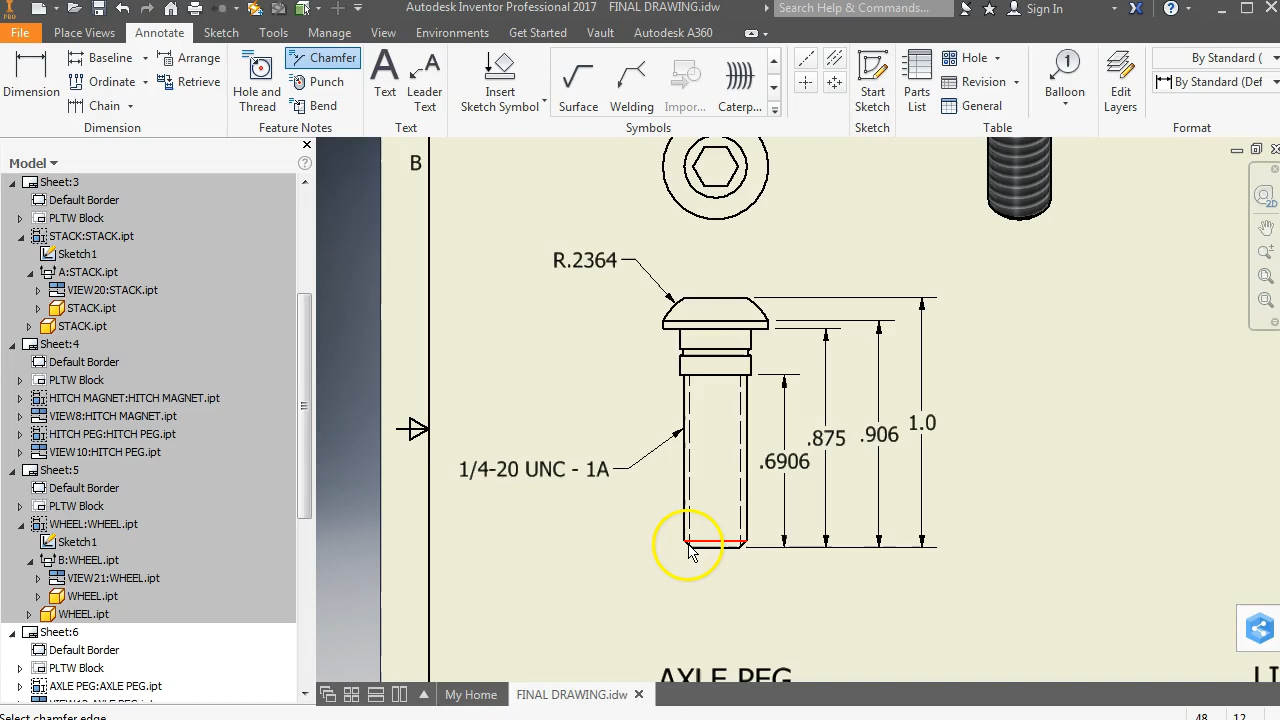 PRO
Autodesk Inventor Professional 2017 FINAL DRAWING.idw
Search Help & Commands...
Sign In
File Place Views Annotate Sketch Tools Manage View Environments Get Started Vault Autodesk A360
Dimension
Baseline
Ordinate
Chain
Arrange
Retrieve
Dimension
Hole and
Thread
Chamfer
Punch
Bend
Feature Notes
Text
Leader
Text
Text
Insert
Sketch Symbol
Surface
Welding
Impor...
Caterp...
Symbols
Start
Sketch
Sketch
Parts
List
Hole
Revision
General
Balloon
Table
Edit
Layers
By Standard (
By Standard (Def
Format
Model
Sheet:3
Default Border
PLTW Block
STACK:STACK.ipt
Sketch1
A:STACK.ipt
VIEW20:STACK.ipt
STACK.ipt
STACK.ipt
Sheet:4
Default Border
PLTW Block
HITCH MAGNET:HITCH MAGNET.ipt
VIEW8:HITCH MAGNET.ipt
HITCH PEG:HITCH PEG.ipt
VIEW10:HITCH PEG.ipt
Sheet:5
Default Border
PLTW Block
WHEEL:WHEEL.ipt
Sketch1
B:WHEEL.ipt
VIEW21:WHEEL.ipt
WHEEL.ipt
WHEEL.ipt
Sheet:6
Default Border
PLTW Block
AXLE PEG:AXLE PEG.ipt
B
2D
R.2364
1.0
.906
.875
.6906
1/4-20 UNC - 1A
AXLE PEG
My Home
FINAL DRAWING.idw
Select chamfer edge
48 12